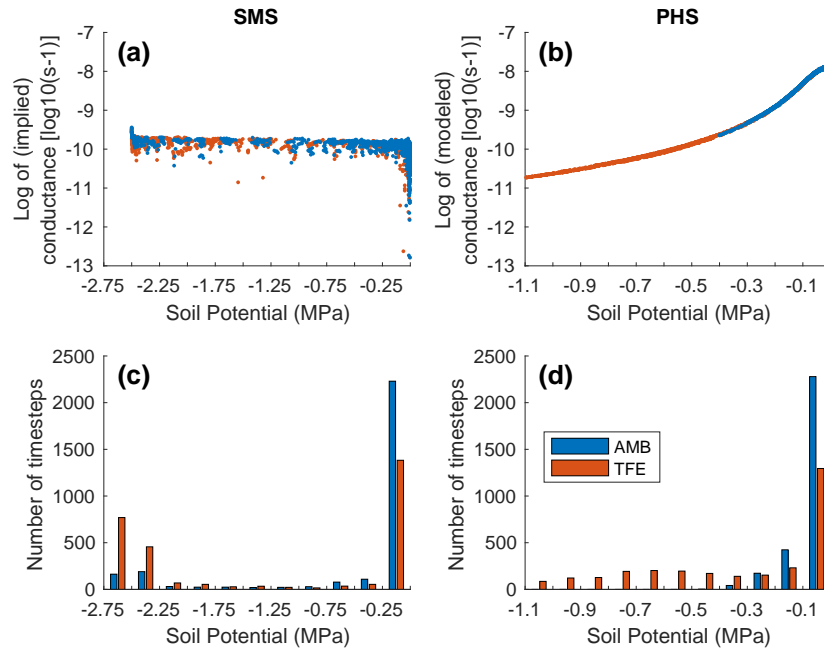 SMS
PHS
(a)
-7
-8
-9
-10
-11
-12
-13
Log of (implied)
conductance [log10(s-1)]
-2.75 -2.25 -1.75 -1.25 -0.75 -0.25
Soil Potential (MPa)
(b)
-7
-8
-9
-10
-11
-12
-13
Log of (modeled)
conductance [log10(s-1)]
-1.1 -0.9 -0.7 -0.5 -0.3 -0.1
Soil Potential (MPa)
(c)
2500
2000
1500
1000
500
0
Number of timesteps
-2.75 -2.25 -1.75 -1.25 -0.75 -0.25
Soil Potential (MPa)
(d)
2500
2000
1500
1000
500
0
Number of timesteps
AMB
TFE
-1.1 -0.9 -0.7 -0.5 -0.3 -0.1
Soil Potential (MPa)